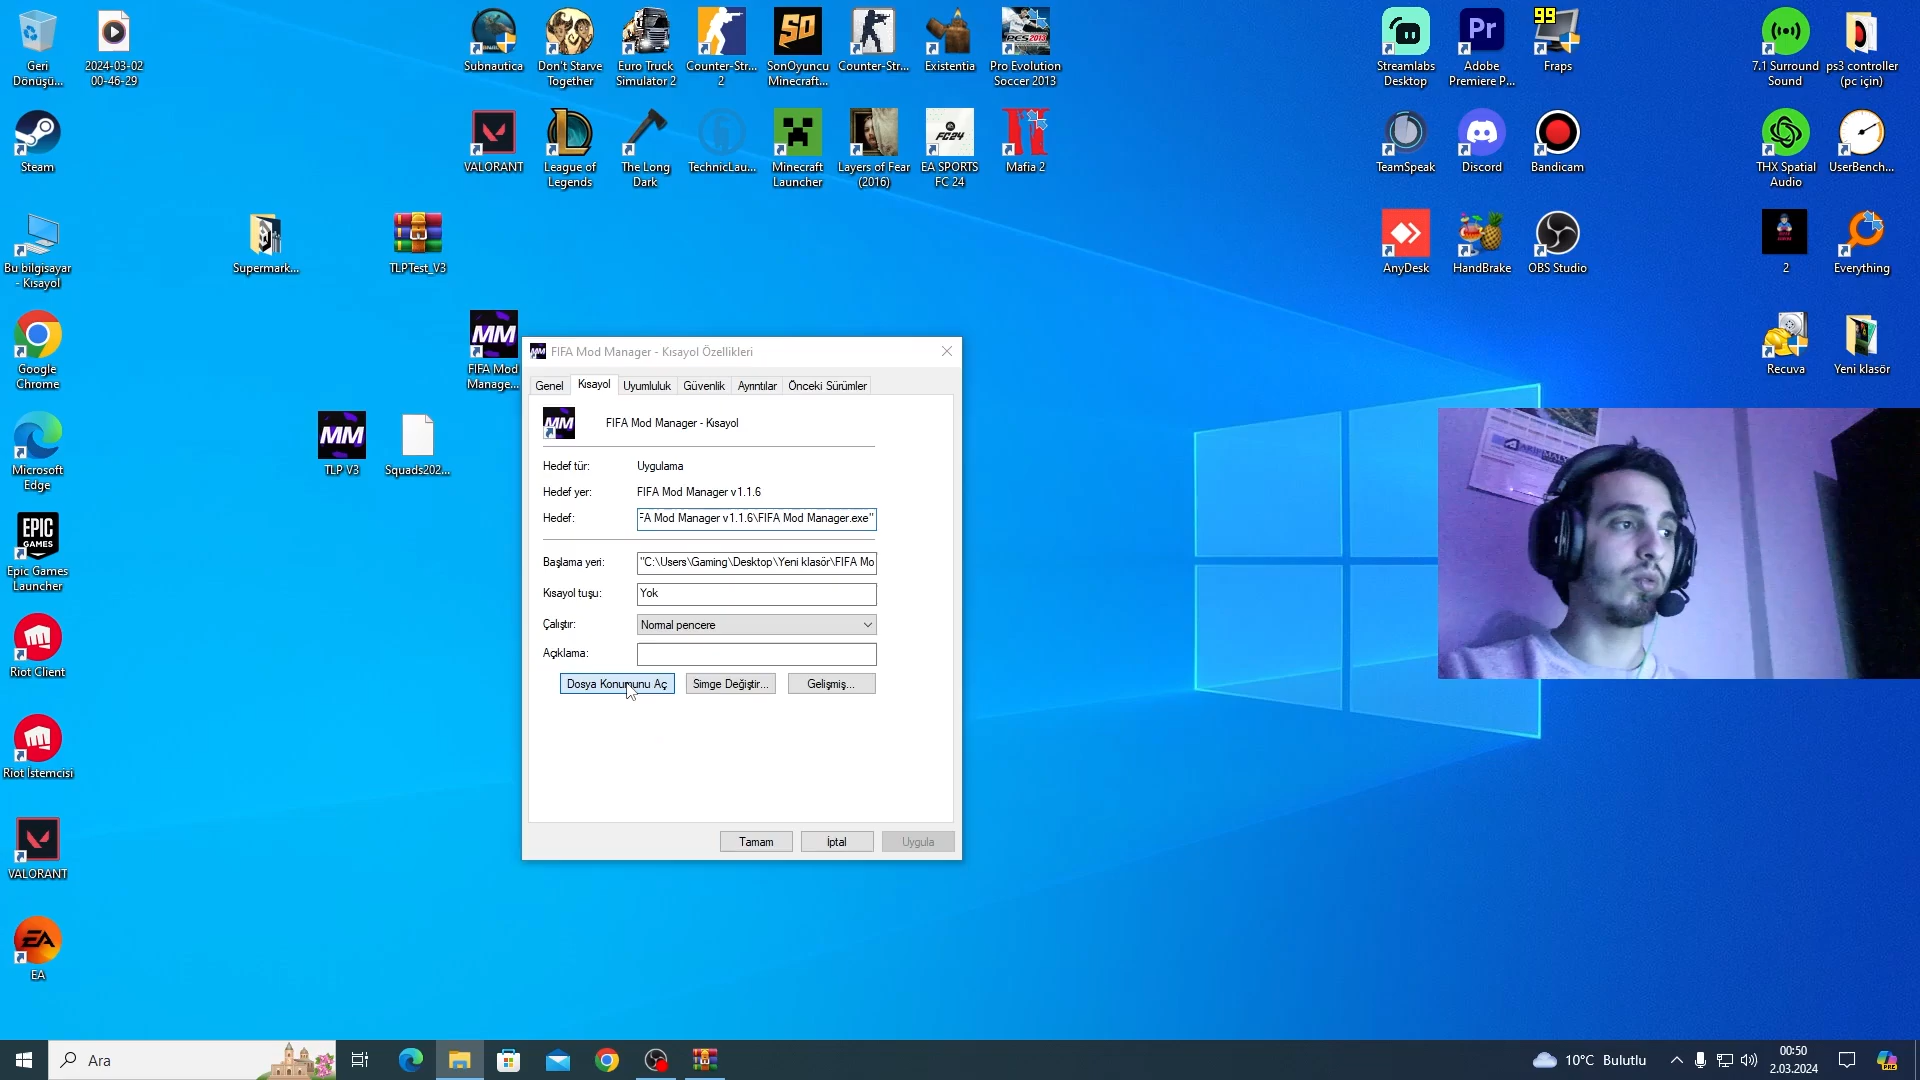 Geri
Dönüşü...
2024-03-02
00-46-29
Subnautica
Don't Starve
Together
Euro Truck
Simulator 2
Counter-Str...
2
SonOyuncu
Minecraft...
Counter-Str...
Existentia
Pro Evolution
Soccer 2013
Streamlabs
Desktop
Adobe
Premiere P...
99
Fraps
7.1 Surround
Sound
ps3 controller
(pc için)
Steam
VALORANT
League of
Legends
The Long
Dark
TechnicLau...
Minecraft
Launcher
Layers of Fear
(2016)
EA SPORTS
FC 24
Mafia 2
TeamSpeak
Discord
Bandicam
THX Spatial
Audio
UserBench...
Bu bilgisayar
- Kısayol
Supermark...
TLPTest_V3
AnyDesk
HandBrake
OBS Studio
2
Everything
Google
Chrome
FIFA Mod
Manage...
Recuva
Yeni klasör
Microsoft
Edge
TLP V3
Squads202...
Epic Games
Launcher
Riot Client
Riot İstemcisi
VALORANT
EA
FIFA Mod Manager - Kısayol Özellikleri
Genel
Kısayol
Uyumluluk
Güvenlik
Ayrıntılar
Önceki Sürümler
FIFA Mod Manager - Kısayol
Hedef tür:
Uygulama
Hedef yer:
FIFA Mod Manager v1.1.6
Hedef:
FA Mod Manager v1.1.6\FIFA Mod Manager.exe"
Başlama yeri:
"C:\Users\Gaming\Desktop\Yeni klasör\FIFA Mo
Kısayol tuşu:
Yok
Çalıştır:
Normal pencere
Açıklama:
Dosya Konumunu Aç
Simge Değiştir...
Gelişmiş...
Tamam
İptal
Uygula
Ara
10°C Bulutlu
00:50
2.03.2024